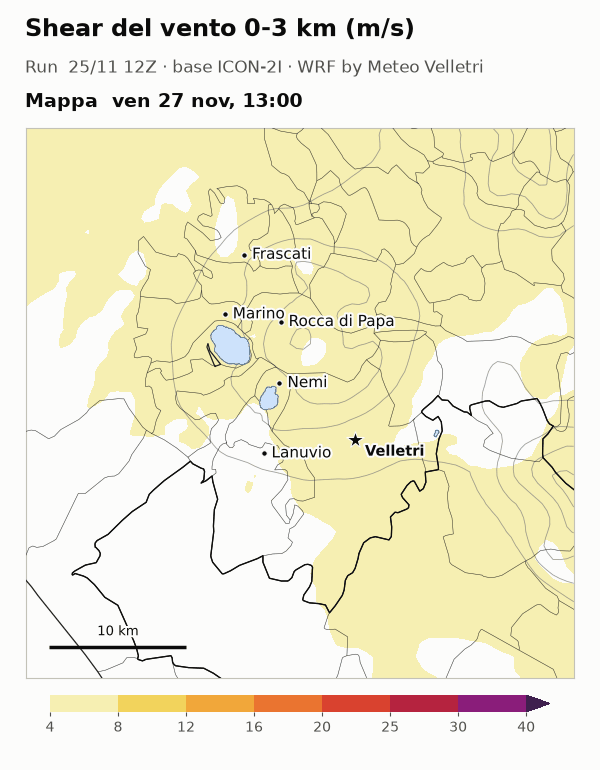 Shear del vento 0-3 km (m/s)
Run  25/11 12Z · base ICON-2I · WRF by Meteo Velletri
Mappa  ven 27 nov, 13:00
Frascati
Marino
Rocca di Papa
Nemi
Velletri
Lanuvio
10 km
4 8 12 16 20 25 30 40